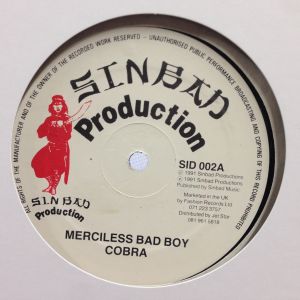 ALL RIGHTS OF THE MANUFACTURER AND OF THE OWNER OF THE RECORDED WORK RESERVED - UNAUTHORISED PUBLIC PERFORMANCE BROADCASTING AND COPYING OF THIS RECORD PROHIBITED
SINBAD
Production
SINBAD
Production
SID 002A
℗ 1991 Sinbad Productions
© 1991 Sinbad Productions
Published by Sinbad Music
Marketed in the UK
by Fashion Records Ltd
071 223 3757
Distributed by Jet Star
081 961 5818
MERCILESS BAD BOY
COBRA